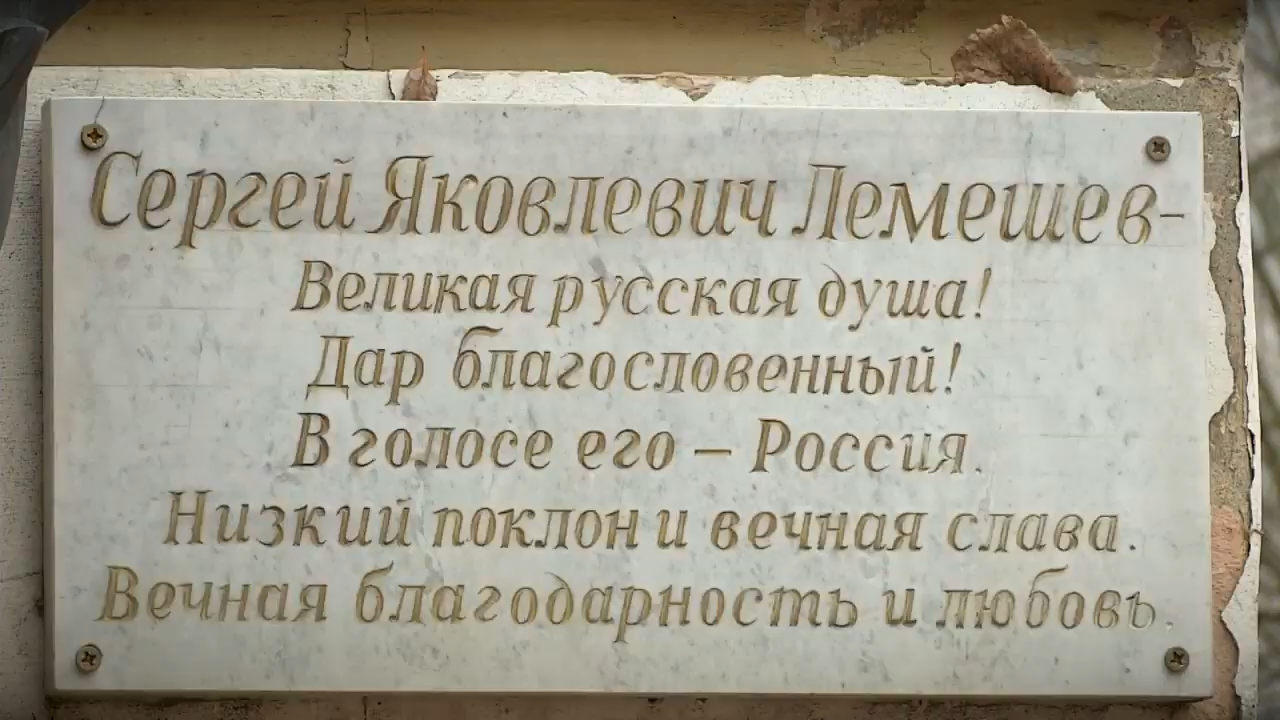 Сергей Яковлевич Лемешев-
Великая русская душа!
Дар благословенный!
В голосе его – Россия.
Низкий поклон и вечная слава.
Вечная благодарность и любовь.